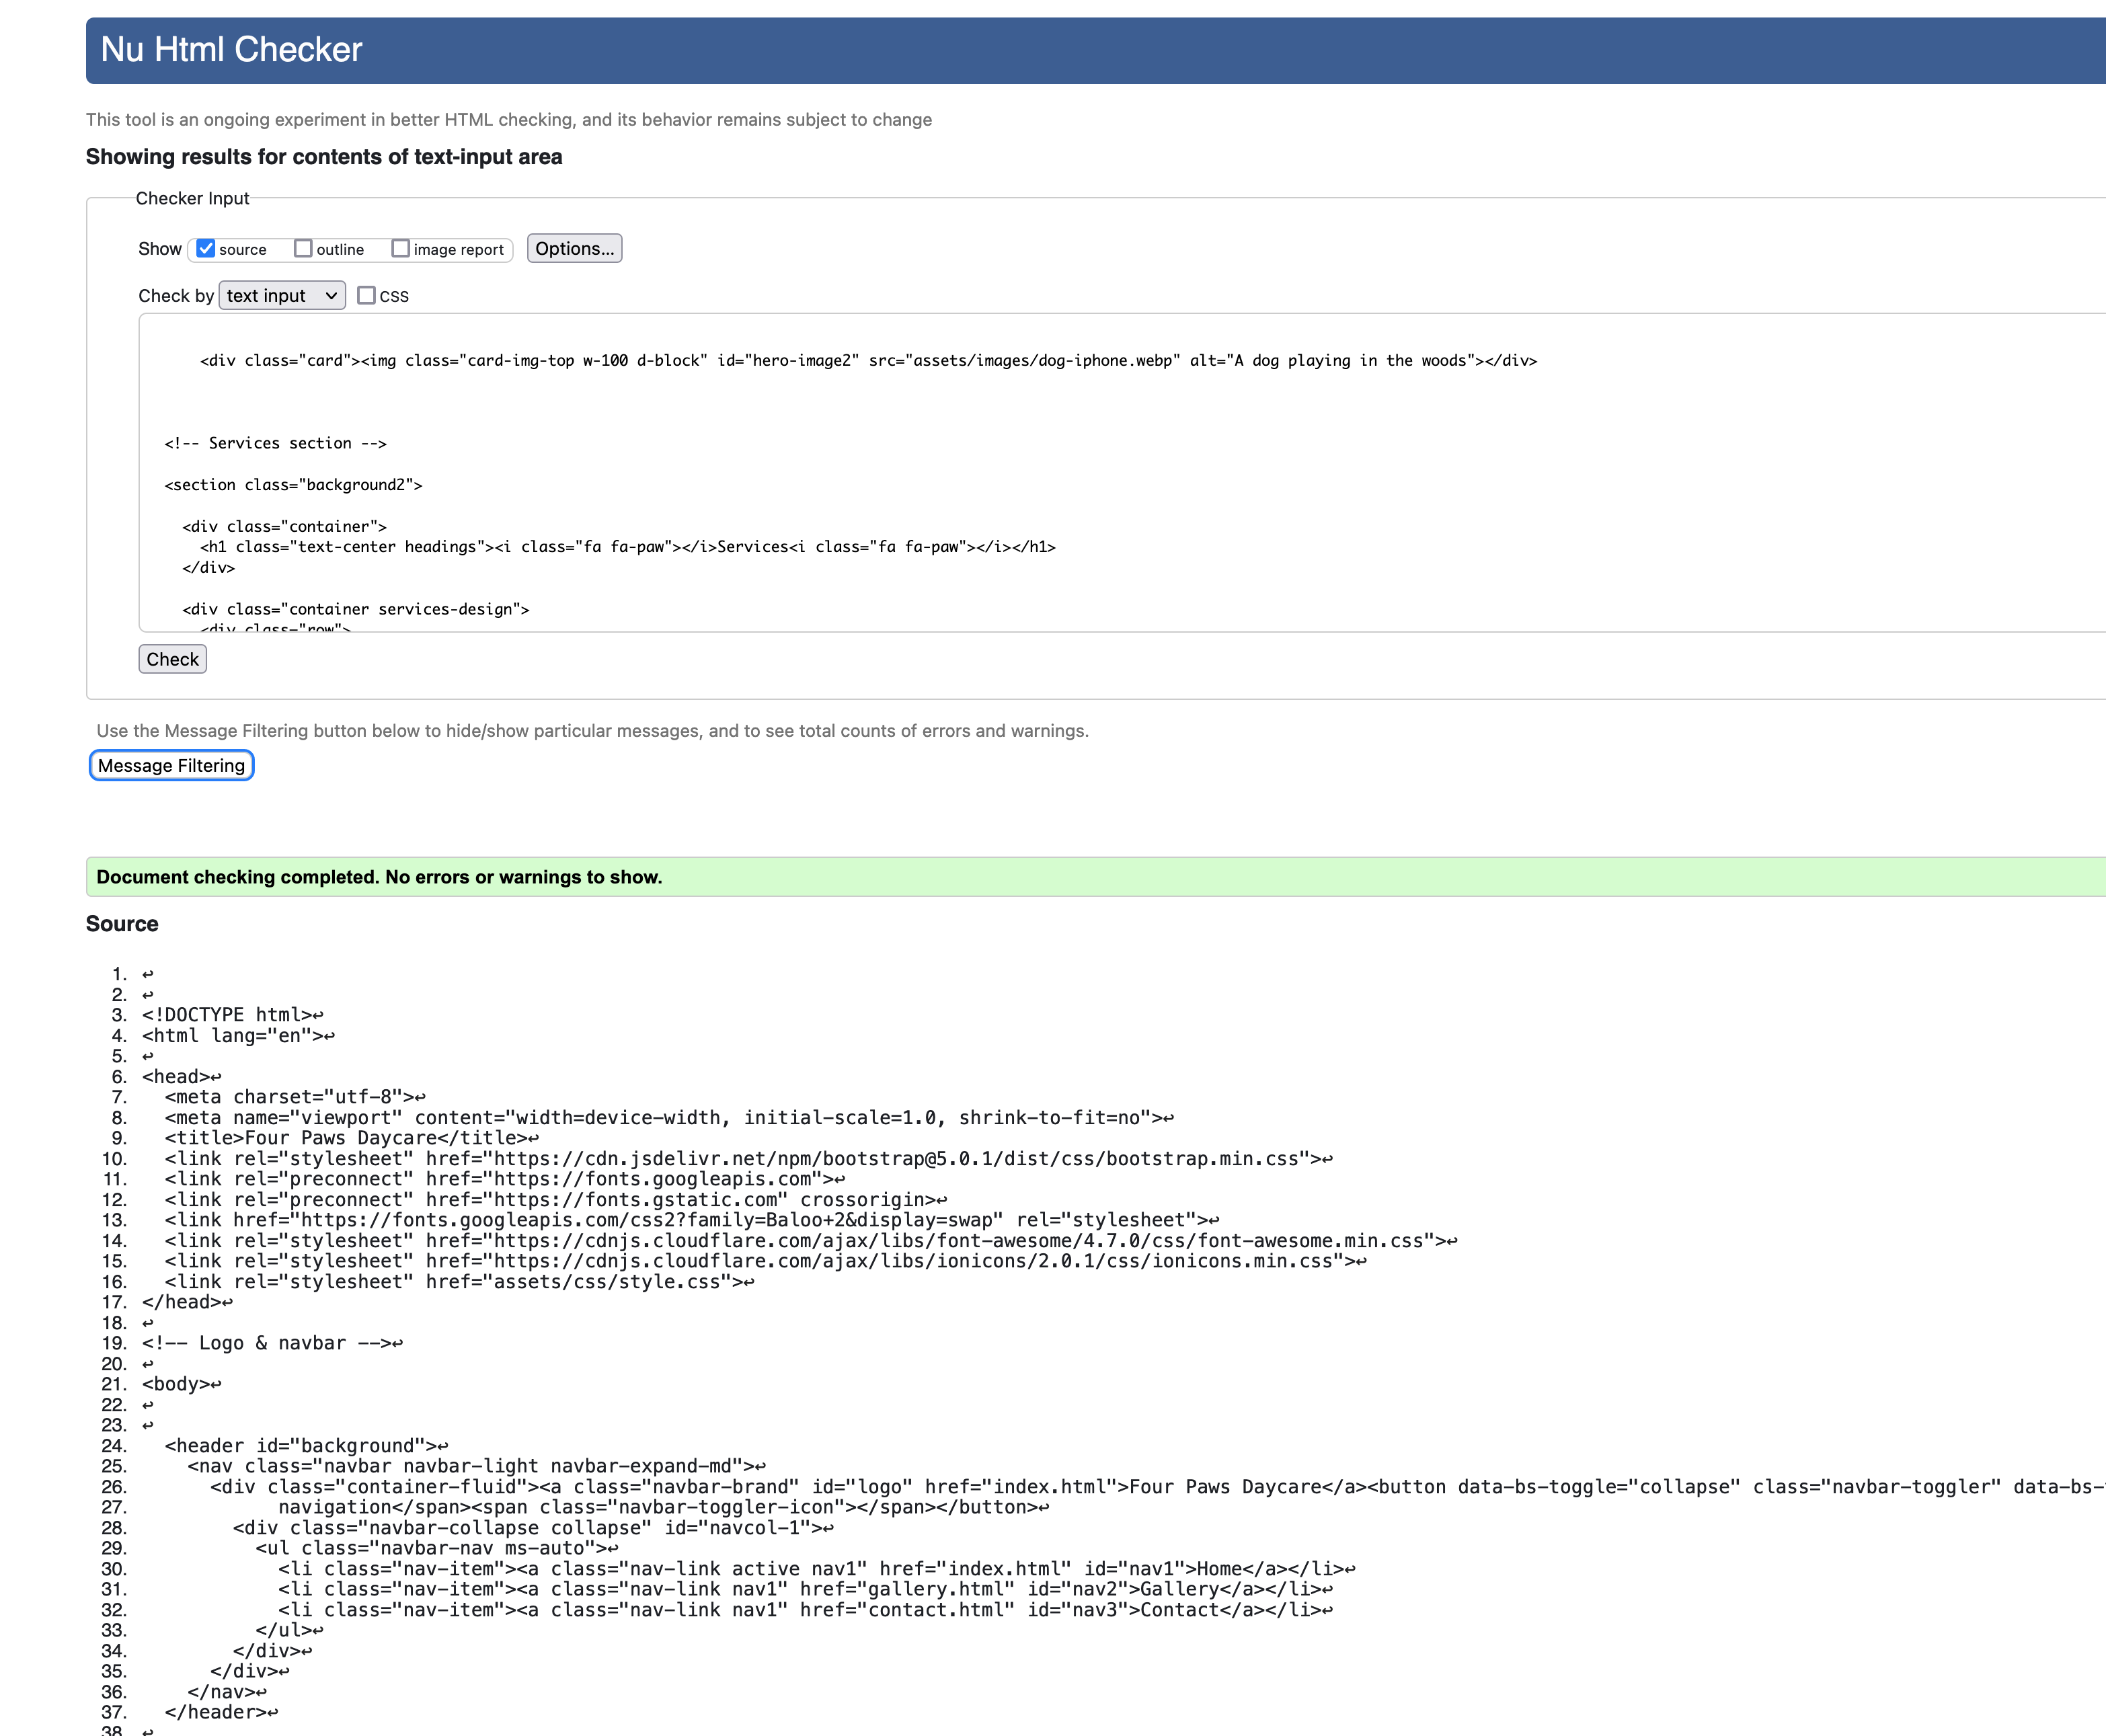 Nu Html Checker
This tool is an ongoing experiment in better HTML checking, and its behavior remains subject to change
Showing results for contents of text-input area
Checker Input
Show source outline image report Options...
Check by text input CSS
<div class="card"><img class="card-img-top w-100 d-block" id="hero-image2" src="assets/images/dog-iphone.webp" alt="A dog playing in the woods"></div>
<!-- Services section -->
<section class="background2">
<div class="container">
<h1 class="text-center headings"><i class="fa fa-paw"></i>Services<i class="fa fa-paw"></i></h1>
</div>
<div class="container services-design">
<div class="row">
Check
Use the Message Filtering button below to hide/show particular messages, and to see total counts of errors and warnings.
Message Filtering
Document checking completed. No errors or warnings to show.
Source
1. ↩
2. ↩
3. <!DOCTYPE html>↩
4. <html lang="en">↩
5. ↩
6. <head>↩
7. <meta charset="utf-8">↩
8. <meta name="viewport" content="width=device-width, initial-scale=1.0, shrink-to-fit=no">↩
9. <title>Four Paws Daycare</title>↩
10. <link rel="stylesheet" href="https://cdn.jsdelivr.net/npm/bootstrap@5.0.1/dist/css/bootstrap.min.css">↩
11. <link rel="preconnect" href="https://fonts.googleapis.com">↩
12. <link rel="preconnect" href="https://fonts.gstatic.com" crossorigin>↩
13. <link href="https://fonts.googleapis.com/css2?family=Baloo+2&display=swap" rel="stylesheet">↩
14. <link rel="stylesheet" href="https://cdnjs.cloudflare.com/ajax/libs/font-awesome/4.7.0/css/font-awesome.min.css">↩
15. <link rel="stylesheet" href="https://cdnjs.cloudflare.com/ajax/libs/ionicons/2.0.1/css/ionicons.min.css">↩
16. <link rel="stylesheet" href="assets/css/style.css">↩
17. </head>↩
18. ↩
19. <!-- Logo & navbar -->↩
20. ↩
21. <body>↩
22. ↩
23. ↩
24. <header id="background">↩
25. <nav class="navbar navbar-light navbar-expand-md">↩
26. <div class="container-fluid"><a class="navbar-brand" id="logo" href="index.html">Four Paws Daycare</a><button data-bs-toggle="collapse" class="navbar-toggler" data-bs-
27. navigation</span><span class="navbar-toggler-icon"></span></button>↩
28. <div class="navbar-collapse collapse" id="navcol-1">↩
29. <ul class="navbar-nav ms-auto">↩
30. <li class="nav-item"><a class="nav-link active nav1" href="index.html" id="nav1">Home</a></li>↩
31. <li class="nav-item"><a class="nav-link nav1" href="gallery.html" id="nav2">Gallery</a></li>↩
32. <li class="nav-item"><a class="nav-link nav1" href="contact.html" id="nav3">Contact</a></li>↩
33. </ul>↩
34. </div>↩
35. </div>↩
36. </nav>↩
37. </header>↩
38. ↩